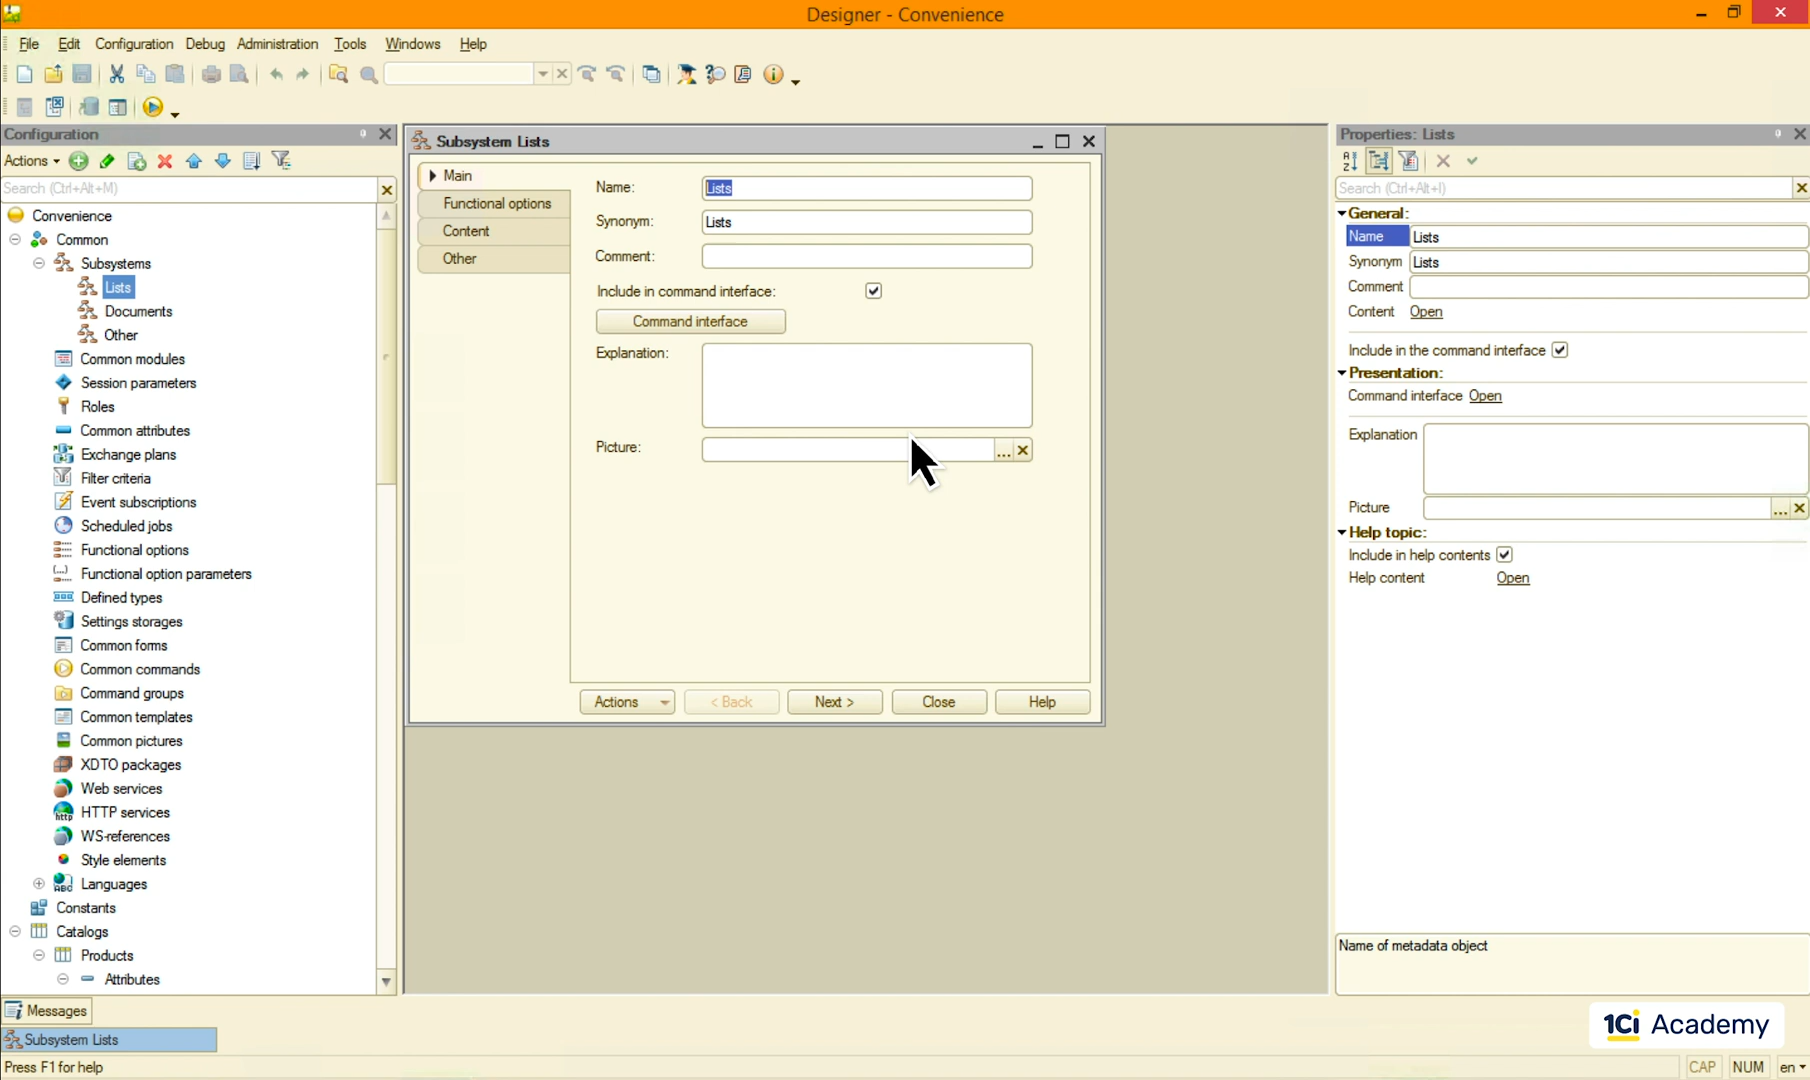 Designer - Convenience
File Edit Configuration Debug Administration Tools Windows Help
Configuration
Actions
Search (Ctrl+Alt+M)
Convenience
Common
Subsystems
Lists
Documents
Other
Common modules
Session parameters
Roles
Common attributes
Exchange plans
Filter criteria
Event subscriptions
Scheduled jobs
Functional options
Functional option parameters
Defined types
Settings storages
Common forms
Common commands
Command groups
Common templates
Common pictures
XDTO packages
Web services
HTTP services
WS-references
Style elements
Languages
Constants
Catalogs
Products
Attributes
Subsystem Lists
Main
Functional options
Content
Other
Name: Lists
Synonym: Lists
Comment:
Include in command interface:
Command interface
Explanation:
Picture:
...
Actions < Back Next > Close Help
Properties: Lists
Search (Ctrl+Alt+I)
General:
Name Lists
Synonym Lists
Comment
Content Open
Include in the command interface
Presentation:
Command interface Open
Explanation
Picture ...
Help topic:
Include in help contents
Help content Open
Name of metadata object
Messages
Subsystem Lists
1Ci Academy
Press F1 for help
CAP NUM en